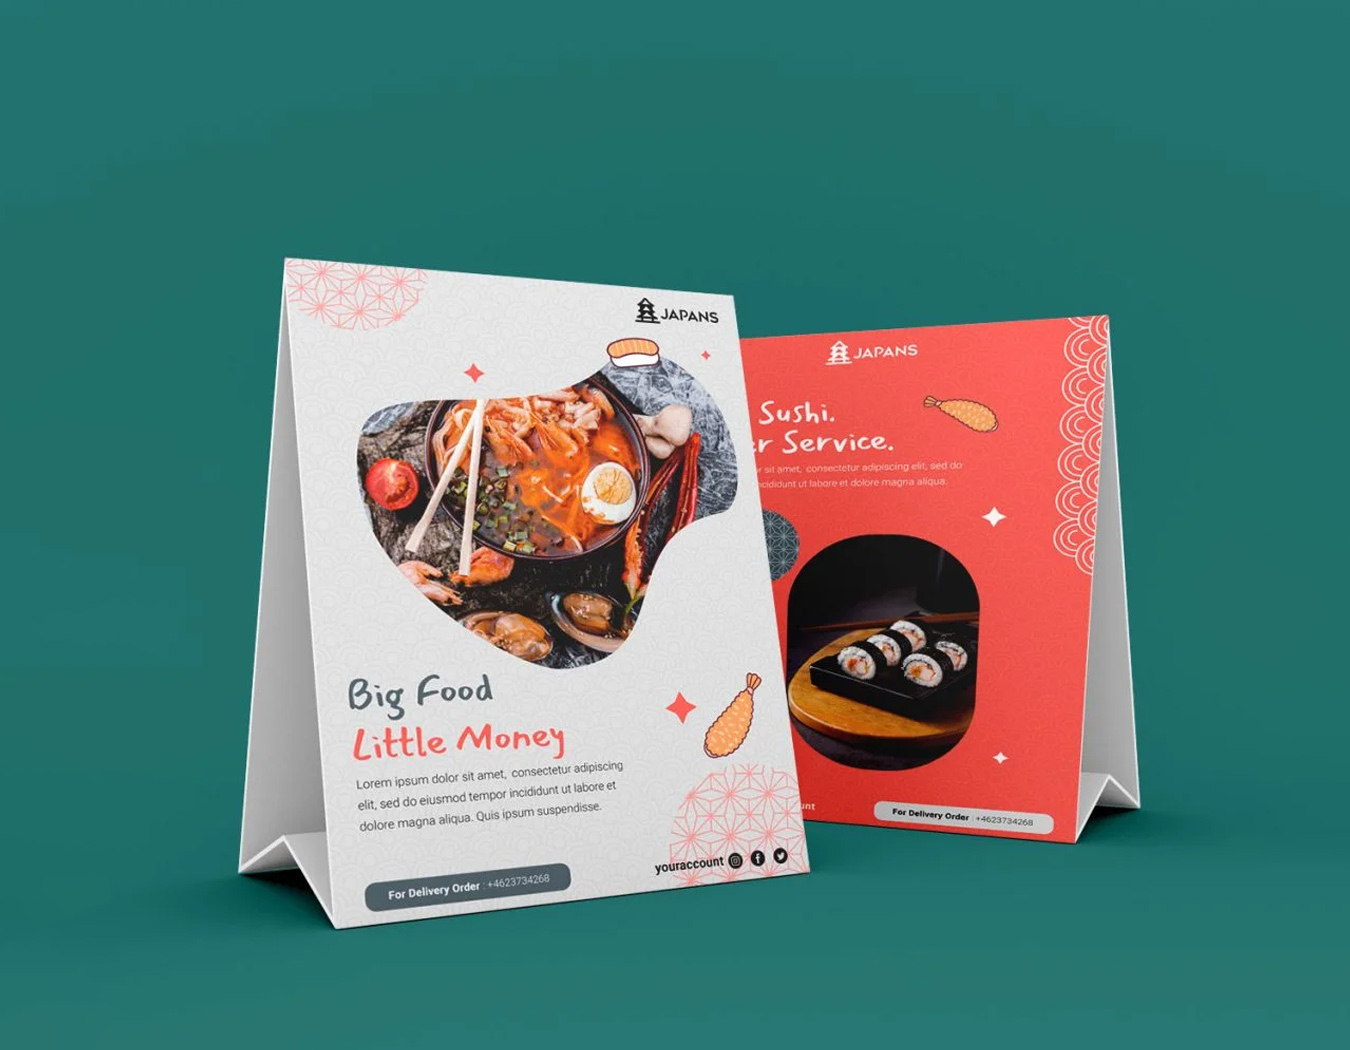 JAPANS
Big Food
Little Money
Lorem ipsum dolor sit amet, consectetur adipiscing
elit, sed do eiusmod tempor incididunt ut labore et
dolore magna aliqua. Quis ipsum suspendisse.
For Delivery Order : +4623734268
youraccount
JAPANS
Sushi.
er Service.
sit amet, consectetur adipiscing elit, sed do
incididunt ut labore et dolore magna aliqua.
unt
For Delivery Order : +4623734268